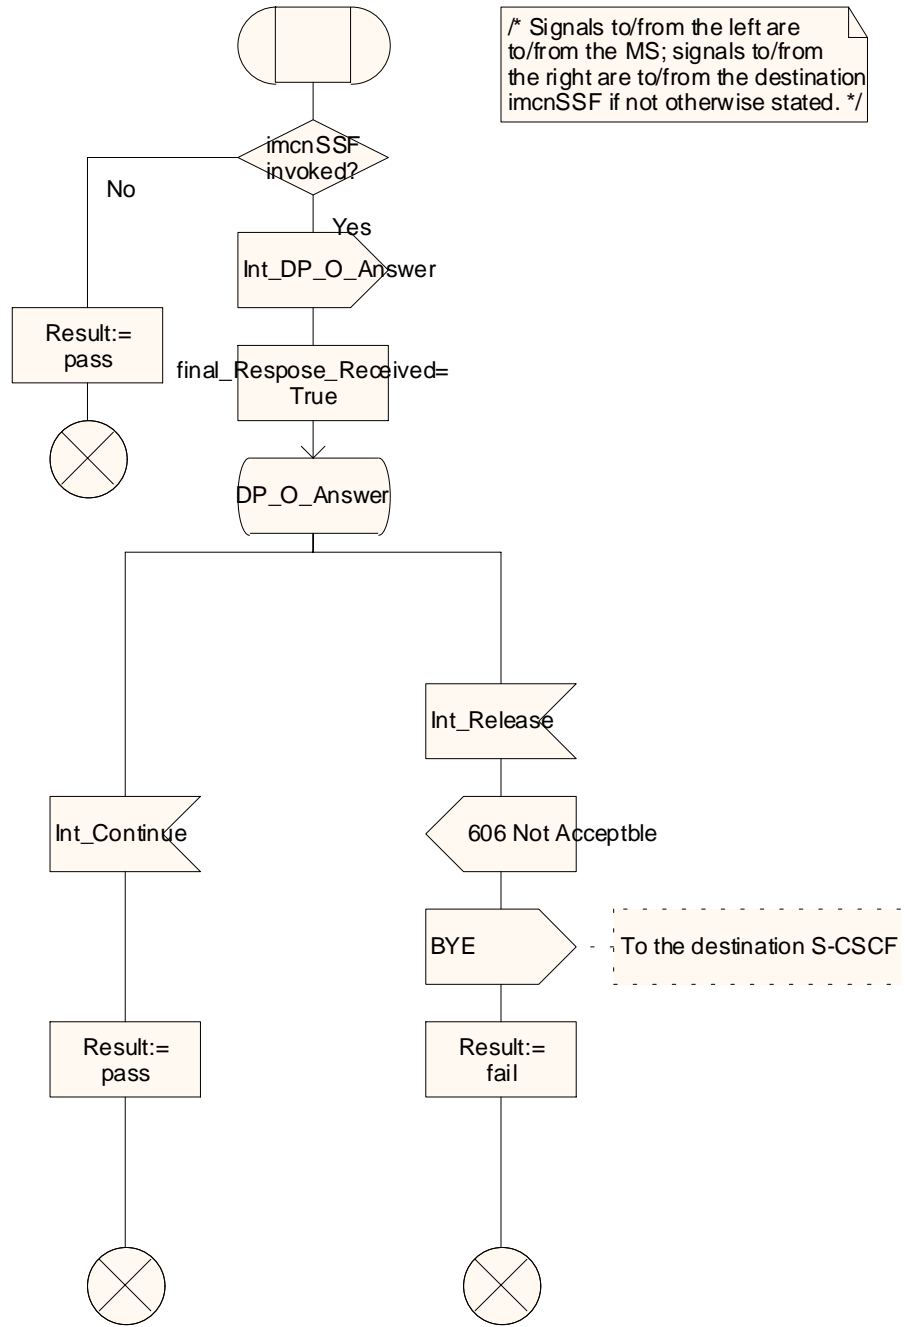 /* Signals to/from the left are
to/from the MS; signals to/from
the right are to/from the destination
imcnSSF if not otherwise stated. */
imcnSSF
invoked?
No
Yes
Int_DP_O_Answer
Result:=
pass
final_Respose_Received=
True
DP_O_Answer
Int_Release
Int_Continue
606 Not Acceptble
BYE
To the destination S-CSCF
Result:=
pass
Result:=
fail